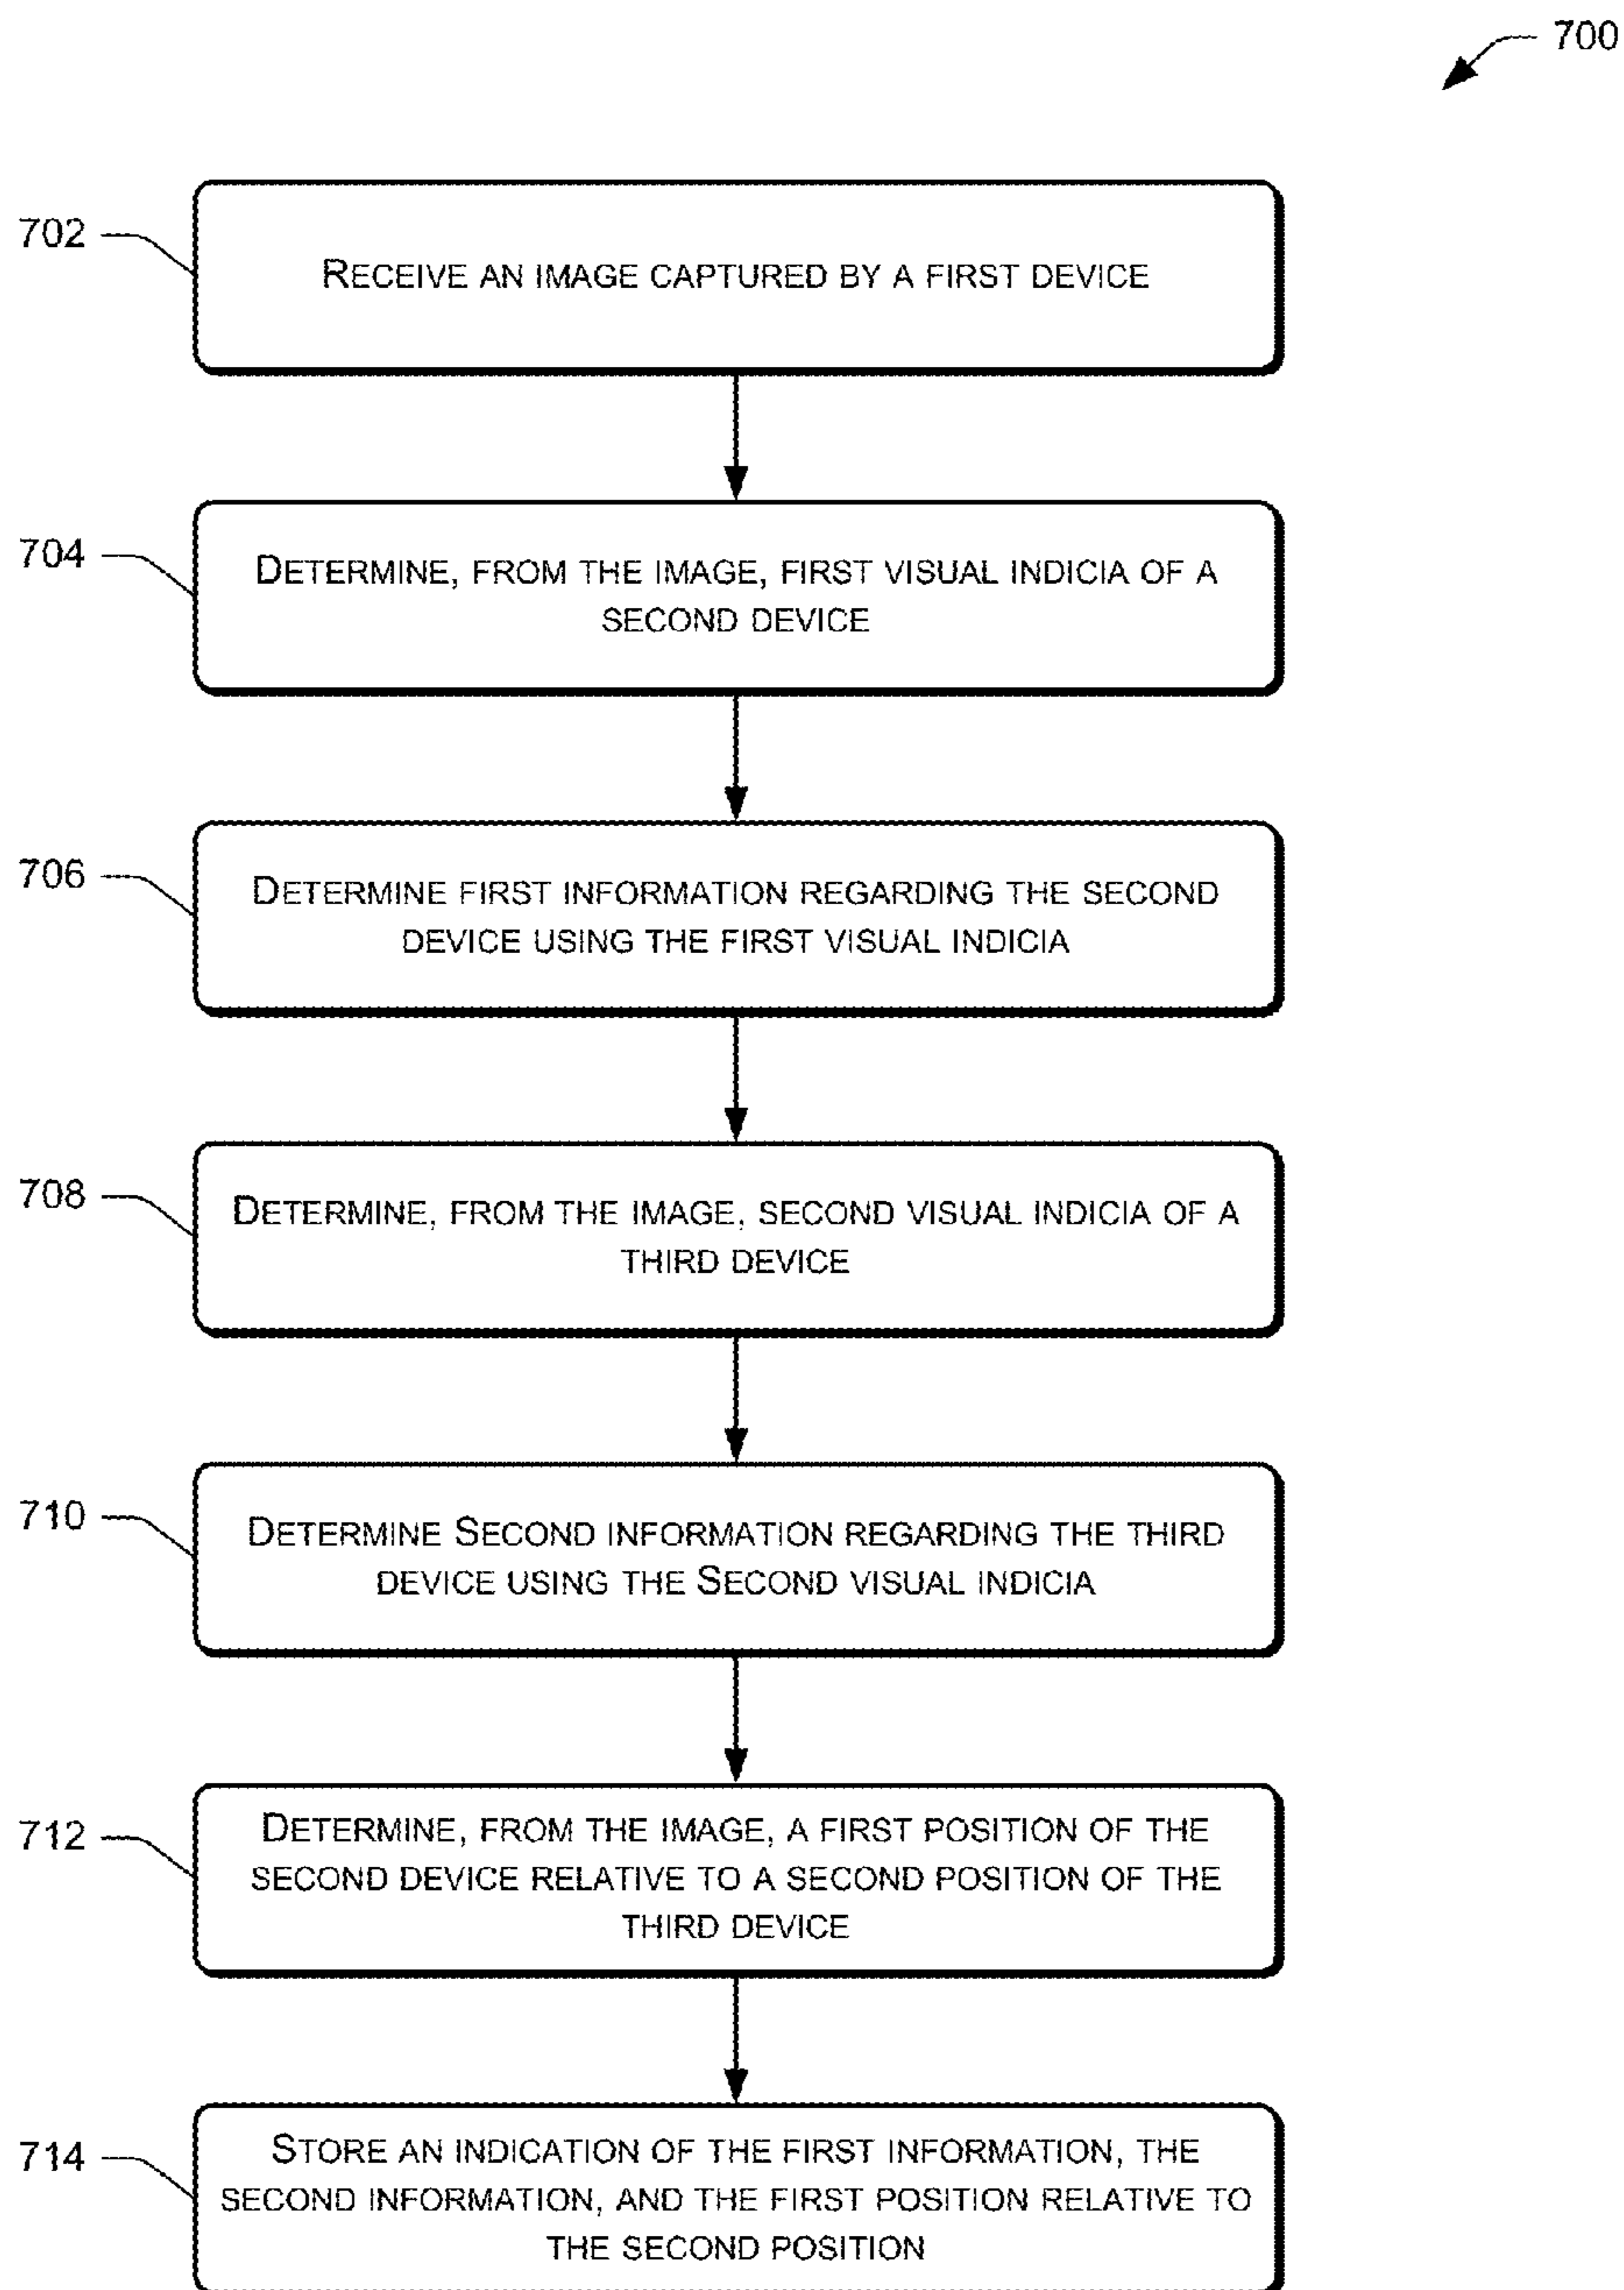 700
702
RECEIVE AN IMAGE CAPTURED BY A FIRST DEVICE
704
DETERMINE, FROM THE IMAGE, FIRST VISUAL INDICIA OF A
SECOND DEVICE
706
DETERMINE FIRST INFORMATION REGARDING THE SECOND
DEVICE USING THE FIRST VISUAL INDICIA
708
DETERMINE, FROM THE IMAGE, SECOND VISUAL INDICIA OF A
THIRD DEVICE
710
DETERMINE SECOND INFORMATION REGARDING THE THIRD
DEVICE USING THE SECOND VISUAL INDICIA
712
DETERMINE, FROM THE IMAGE, A FIRST POSITION OF THE
SECOND DEVICE RELATIVE TO A SECOND POSITION OF THE
THIRD DEVICE
714
STORE AN INDICATION OF THE FIRST INFORMATION, THE
SECOND INFORMATION, AND THE FIRST POSITION RELATIVE TO
THE SECOND POSITION